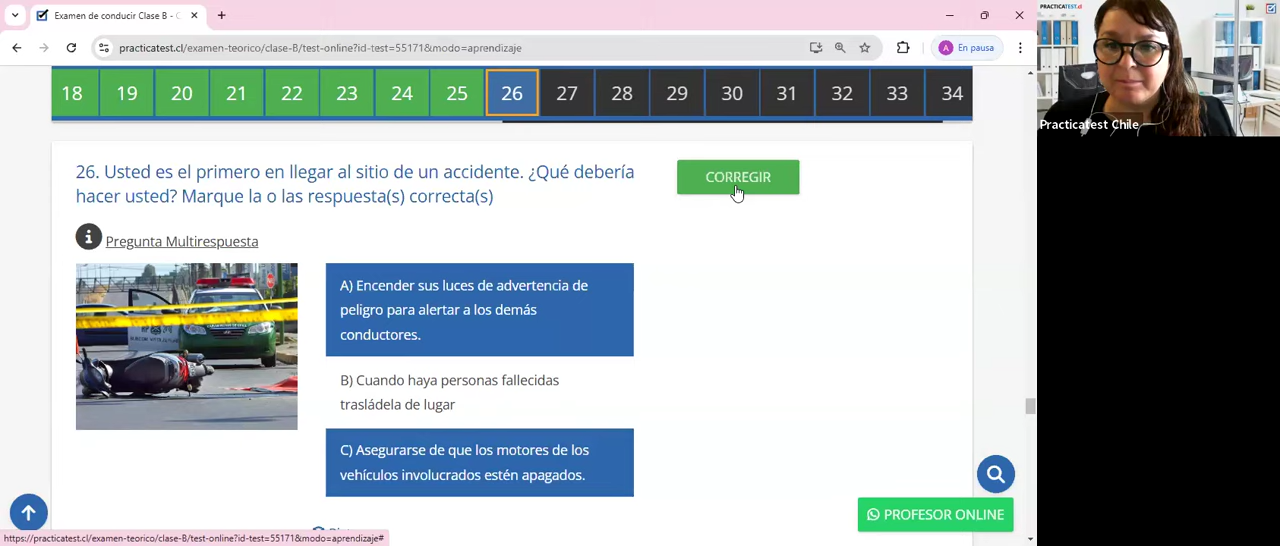 Examen de conducir Clase B - C
practicatest.cl/examen-teorico/clase-B/test-online?id-test=55171&modo=aprendizaje
A
En pausa
18 19 20 21 22 23 24 25 26 27 28 29 30 31 32 33 34
26. Usted es el primero en llegar al sitio de un accidente. ¿Qué debería
hacer usted? Marque la o las respuesta(s) correcta(s)
CORREGIR
Pregunta Multirespuesta
A) Encender sus luces de advertencia de
peligro para alertar a los demás
conductores.
B) Cuando haya personas fallecidas
trasládela de lugar
C) Asegurarse de que los motores de los
vehículos involucrados estén apagados.
PROFESOR ONLINE
https://practicatest.cl/examen-teorico/clase-B/test-online?id-test=55171&modo=aprendizaje#
PRACTICATEST.CL
Practicatest Chile